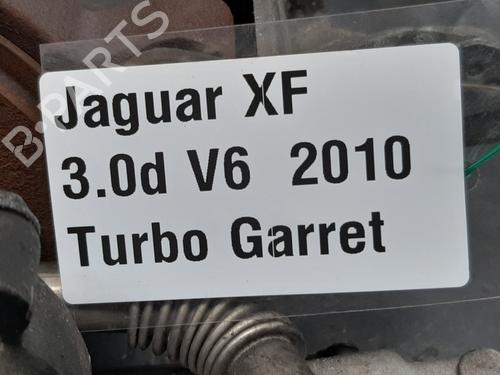 B-PARTS
Jaguar XF
3.0d V6 2010
Turbo Garret